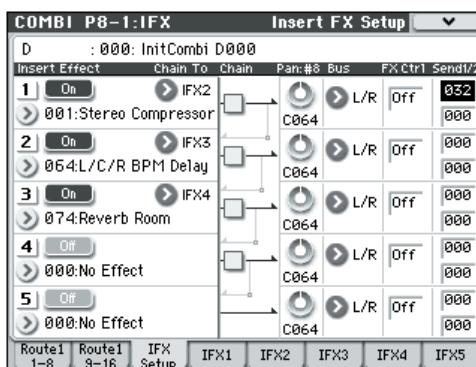 COMBI P8-1:IFX Insert FX Setup
D : 000: InitCombi D000
Insert Effect Chain To Chain Pan:#8 Bus FX Ctrl Send1/2
1 On IFX2 L/R Off 032
001:Stereo Compressor C064 000
2 On IFX3 L/R Off 000
064:L/C/R BPM Delay C064 000
3 On IFX4 L/R Off 000
074:Reverb Room C064 000
4 Off L/R Off 000
000:No Effect C064 000
5 Off L/R Off 000
000:No Effect C064 000
Route1 1-8 Route1 9-16 IFX Setup IFX1 IFX2 IFX3 IFX4 IFX5